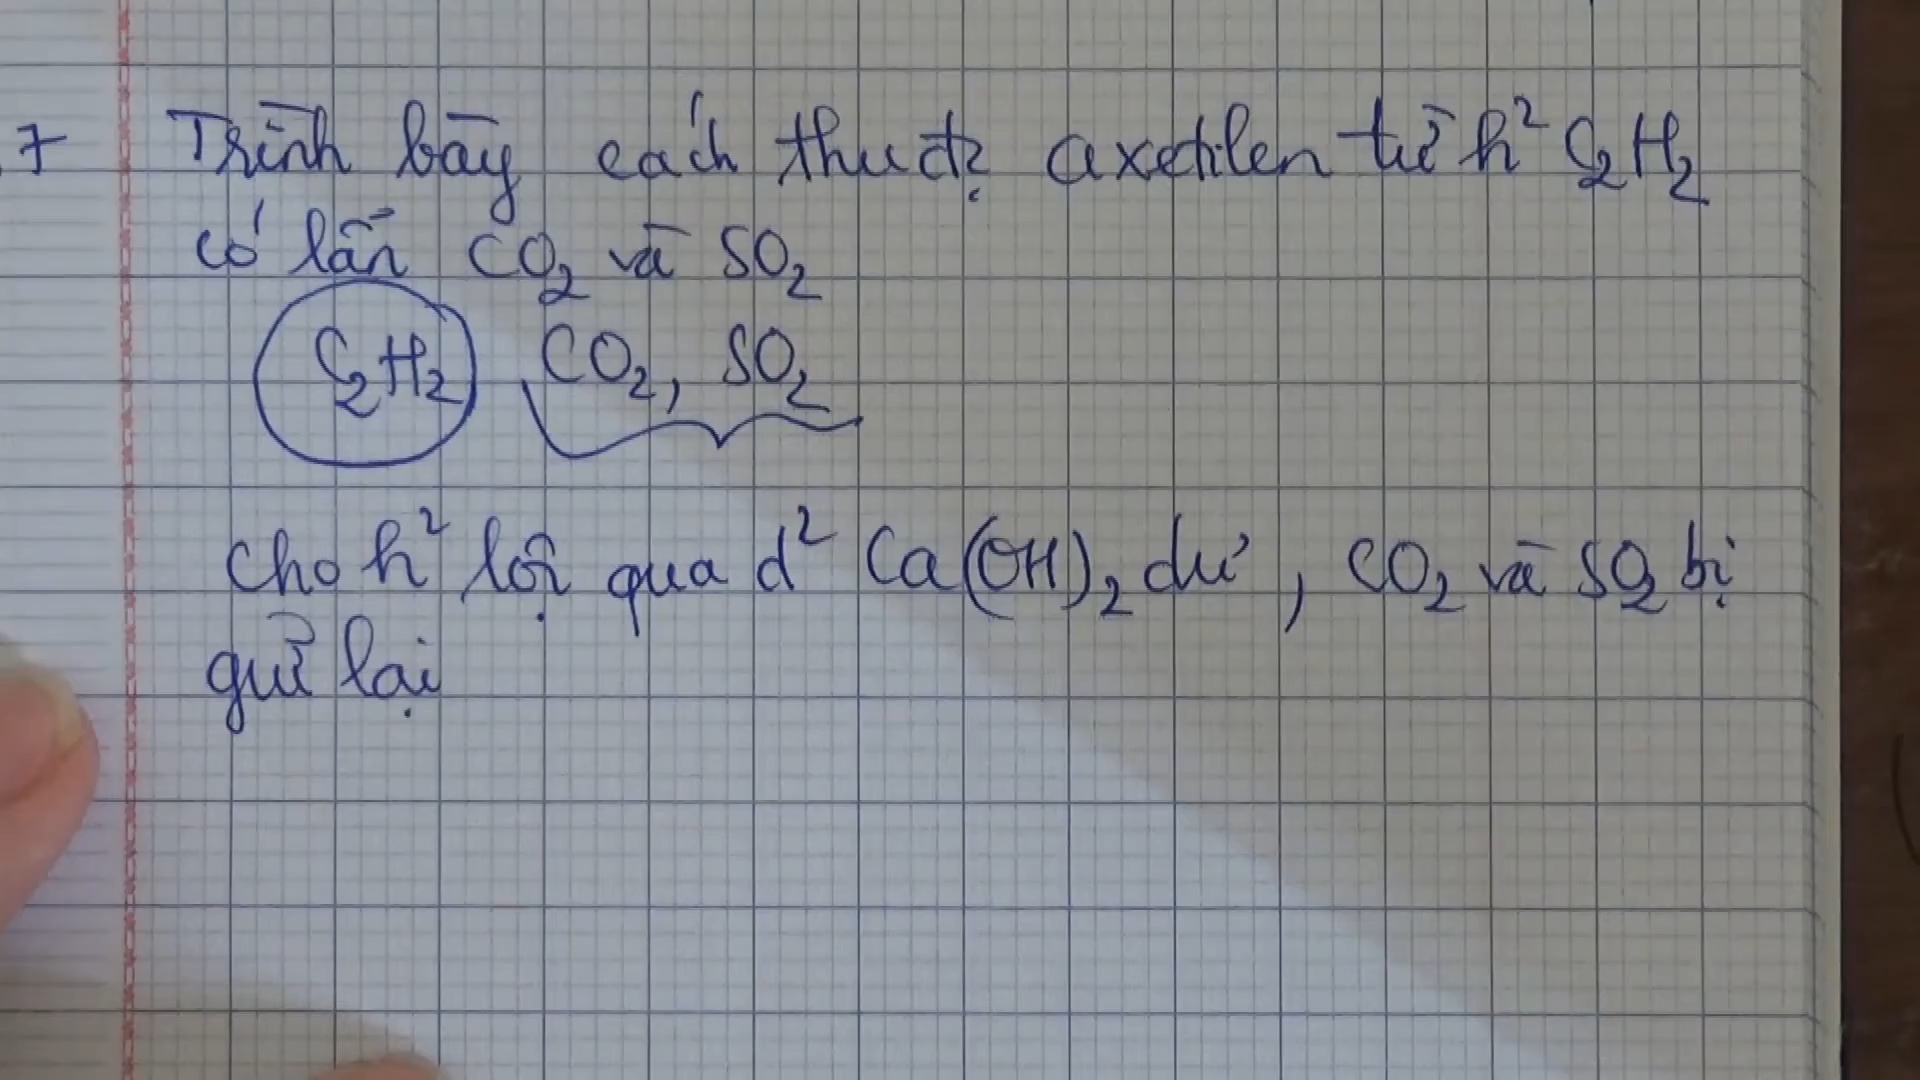 7 Trình bày cách thu đc axetilen từ h² C₂H₂
có lẫn CO₂ và SO₂
C₂H₂ CO₂, SO₂
Cho h² lội qua d² Ca(OH)₂ dư, CO₂ và SO₂ bị
giữ lại